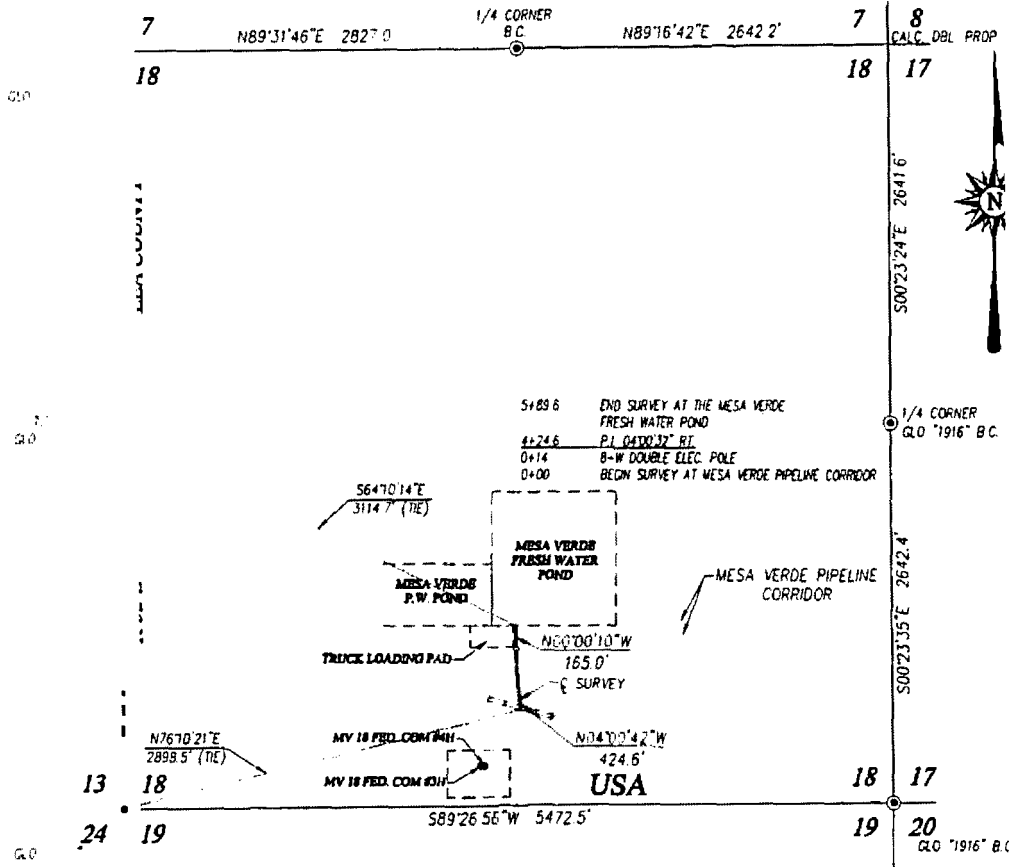 7
N89°31'46"E 2827.0
1/4 CORNER
B.C.
N89°16'42"E 2642.2'
7
8
CALC. DBL PROP
18
18
17
GLO
S00°23'24"E 2641.6'
N
1/4 CORNER
GLO "1916" B.C.
GLO
5+89.6 END SURVEY AT THE MESA VERDE
FRESH WATER POND
4+24.6 P.I. 04°00'32" RT
0+14 8-W DOUBLE ELEC. POLE
0+00 BEGIN SURVEY AT MESA VERDE PIPELINE CORRIDOR
S64°10'14"E
3114.7' (TIE)
MESA VERDE
FRESH WATER
POND
MESA VERDE
P.W. POND
MESA VERDE PIPELINE
CORRIDOR
S00°23'35"E 2642.4'
TRUCK LOADING PAD
N00°00'10"W
165.0'
℄ SURVEY
N76°10'21"E
2899.5' (TIE)
MV 18 FED. COM 84H
MV 18 FED. COM 83H
N04°00'42"W
424.6'
USA
13
18
18
17
S89°26'56"W 5472.5'
24
19
19
20
GLO
GLO "1916" B.C.